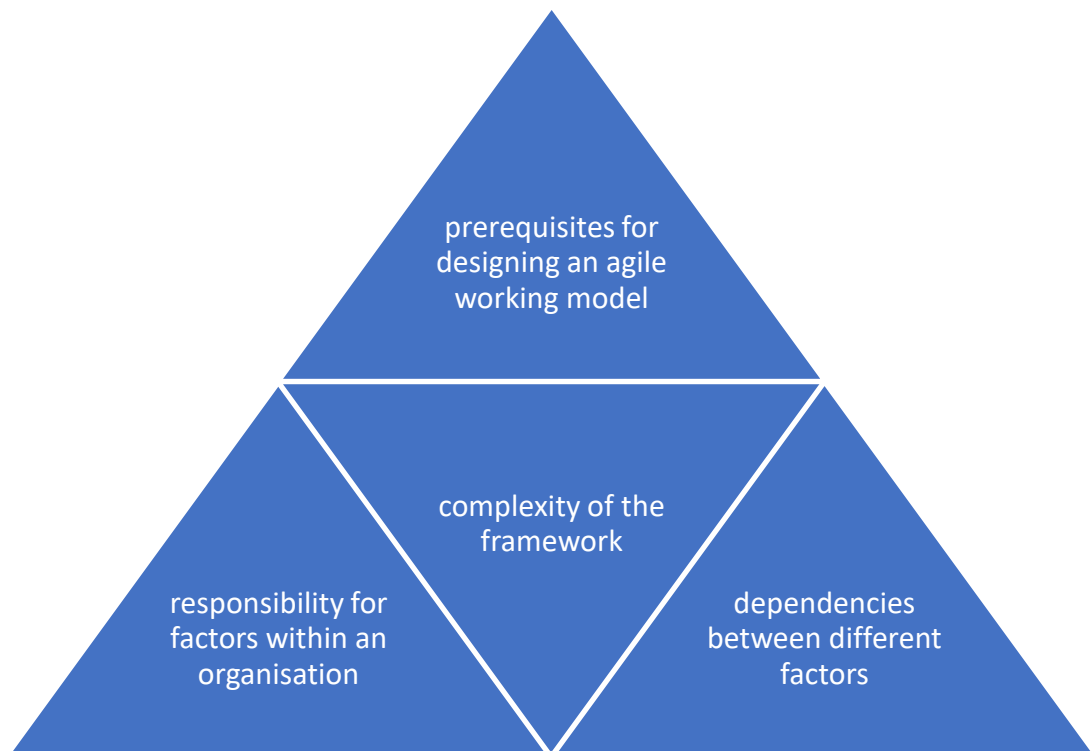 prerequisites for
designing an agile
working model
complexity of the
framework
responsibility for
factors within an
organisation
dependencies
between different
factors